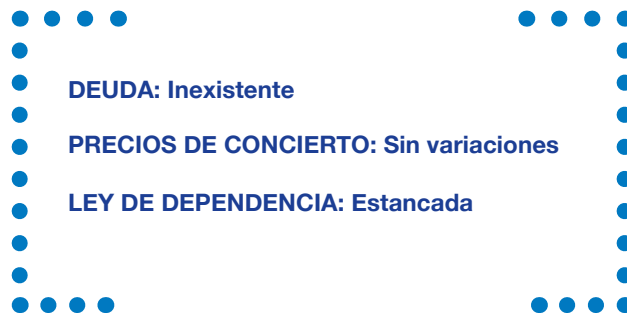 DEUDA: Inexistente
PRECIOS DE CONCIERTO: Sin variaciones
LEY DE DEPENDENCIA: Estancada